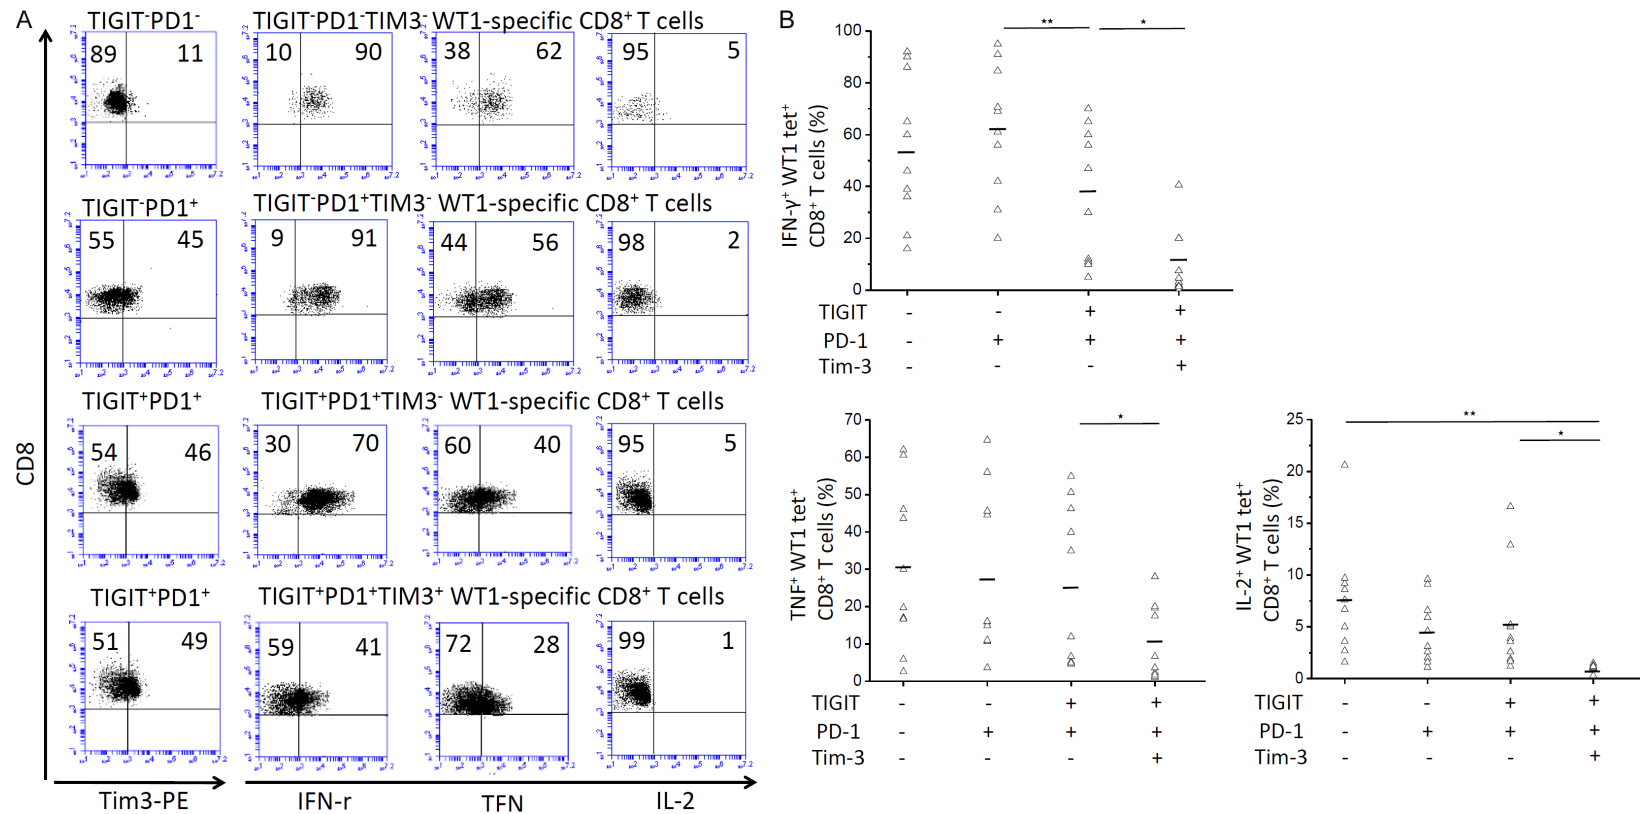 A
TIGIT-PD1-
TIGIT-PD1-TIM3- WT1-specific CD8+ T cells
89 11
10 90
38 62
95 5
TIGIT-PD1+
TIGIT-PD1+TIM3- WT1-specific CD8+ T cells
55 45
9 91
44 56
98 2
TIGIT+PD1+
TIGIT+PD1+TIM3- WT1-specific CD8+ T cells
54 46
30 70
60 40
95 5
TIGIT+PD1+
TIGIT+PD1+TIM3+ WT1-specific CD8+ T cells
51 49
59 41
72 28
99 1
CD8
Tim3-PE
IFN-r
TFN
IL-2
B
IFN-γ+ WT1 tet+
CD8+ T cells (%)
100
80
60
40
20
0
** *
TIGIT - - + +
PD-1 - + + +
Tim-3 - - - +
TNF+ WT1 tet+
CD8+ T cells (%)
70
60
50
40
30
20
10
0
*
TIGIT - - + +
PD-1 - + + +
Tim-3 - - - +
IL-2+ WT1 tet+
CD8+ T cells (%)
25
20
15
10
5
0
**
*
TIGIT - - + +
PD-1 - + + +
Tim-3 - - - +